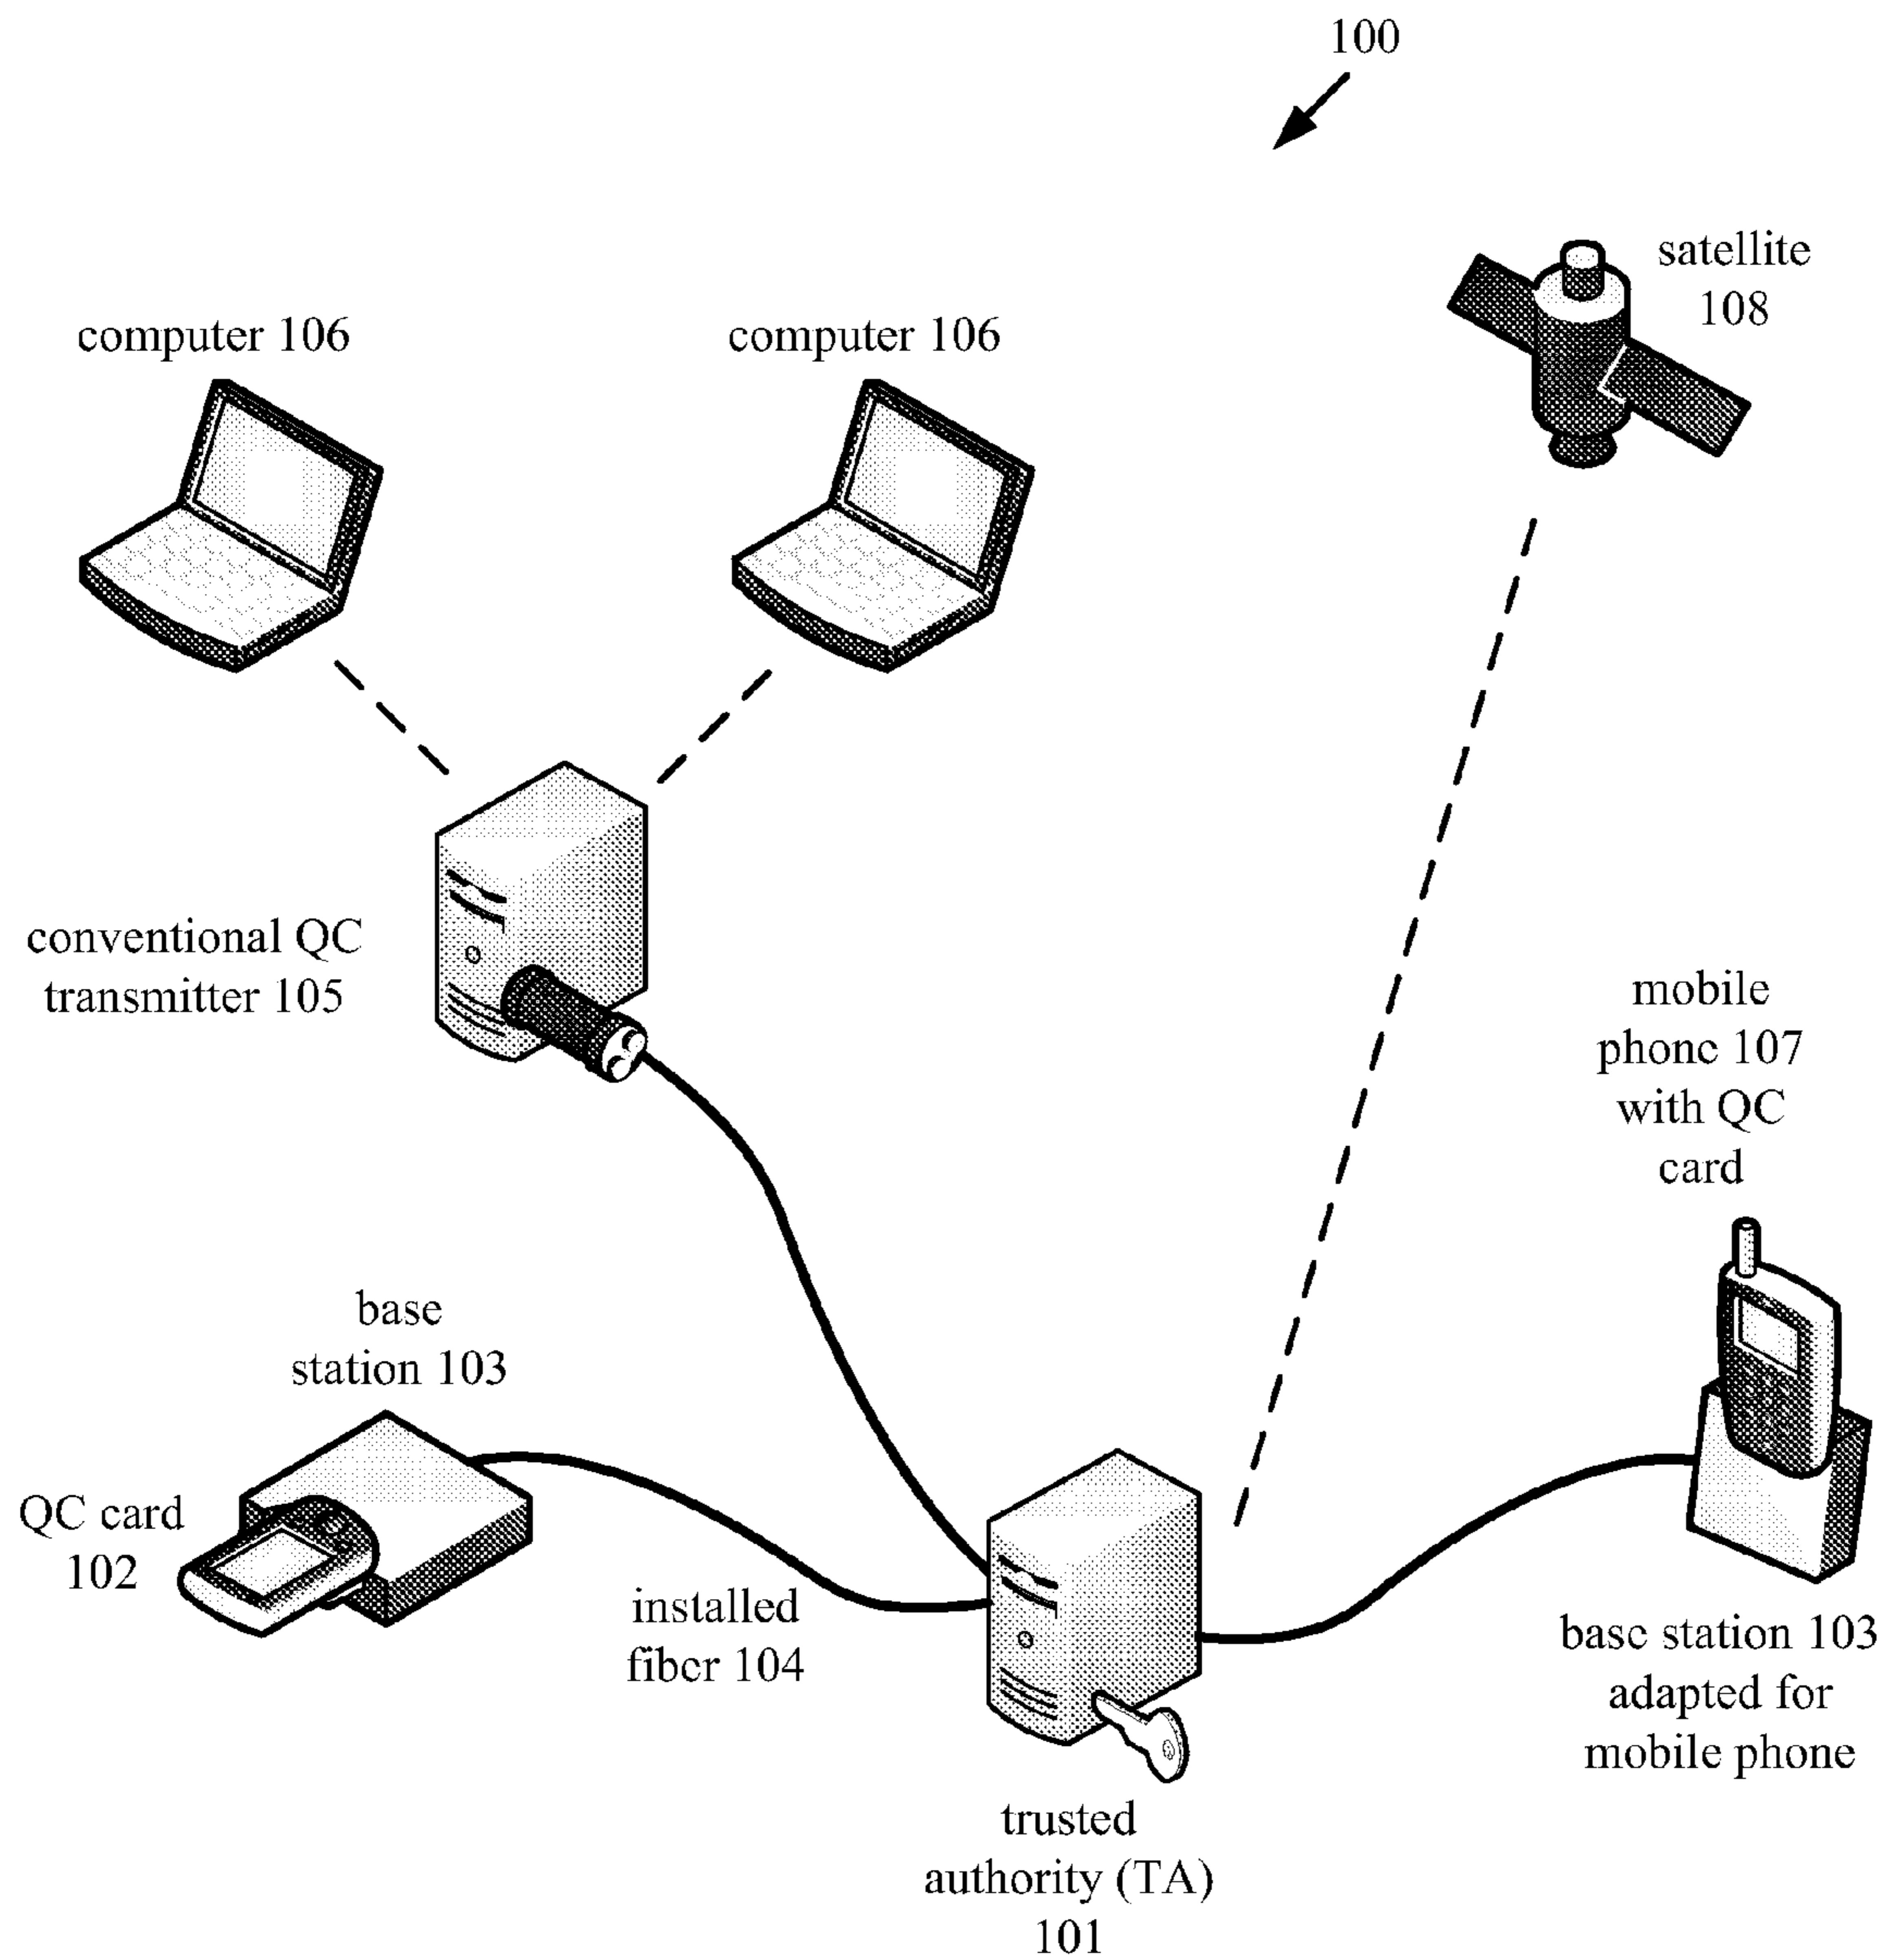 100
satellite
108
computer 106
computer 106
conventional QC
transmitter 105
mobile
phone 107
with QC
card
base
station 103
QC card
102
installed
fiber 104
base station 103
adapted for
mobile phone
trusted
authority (TA)
101